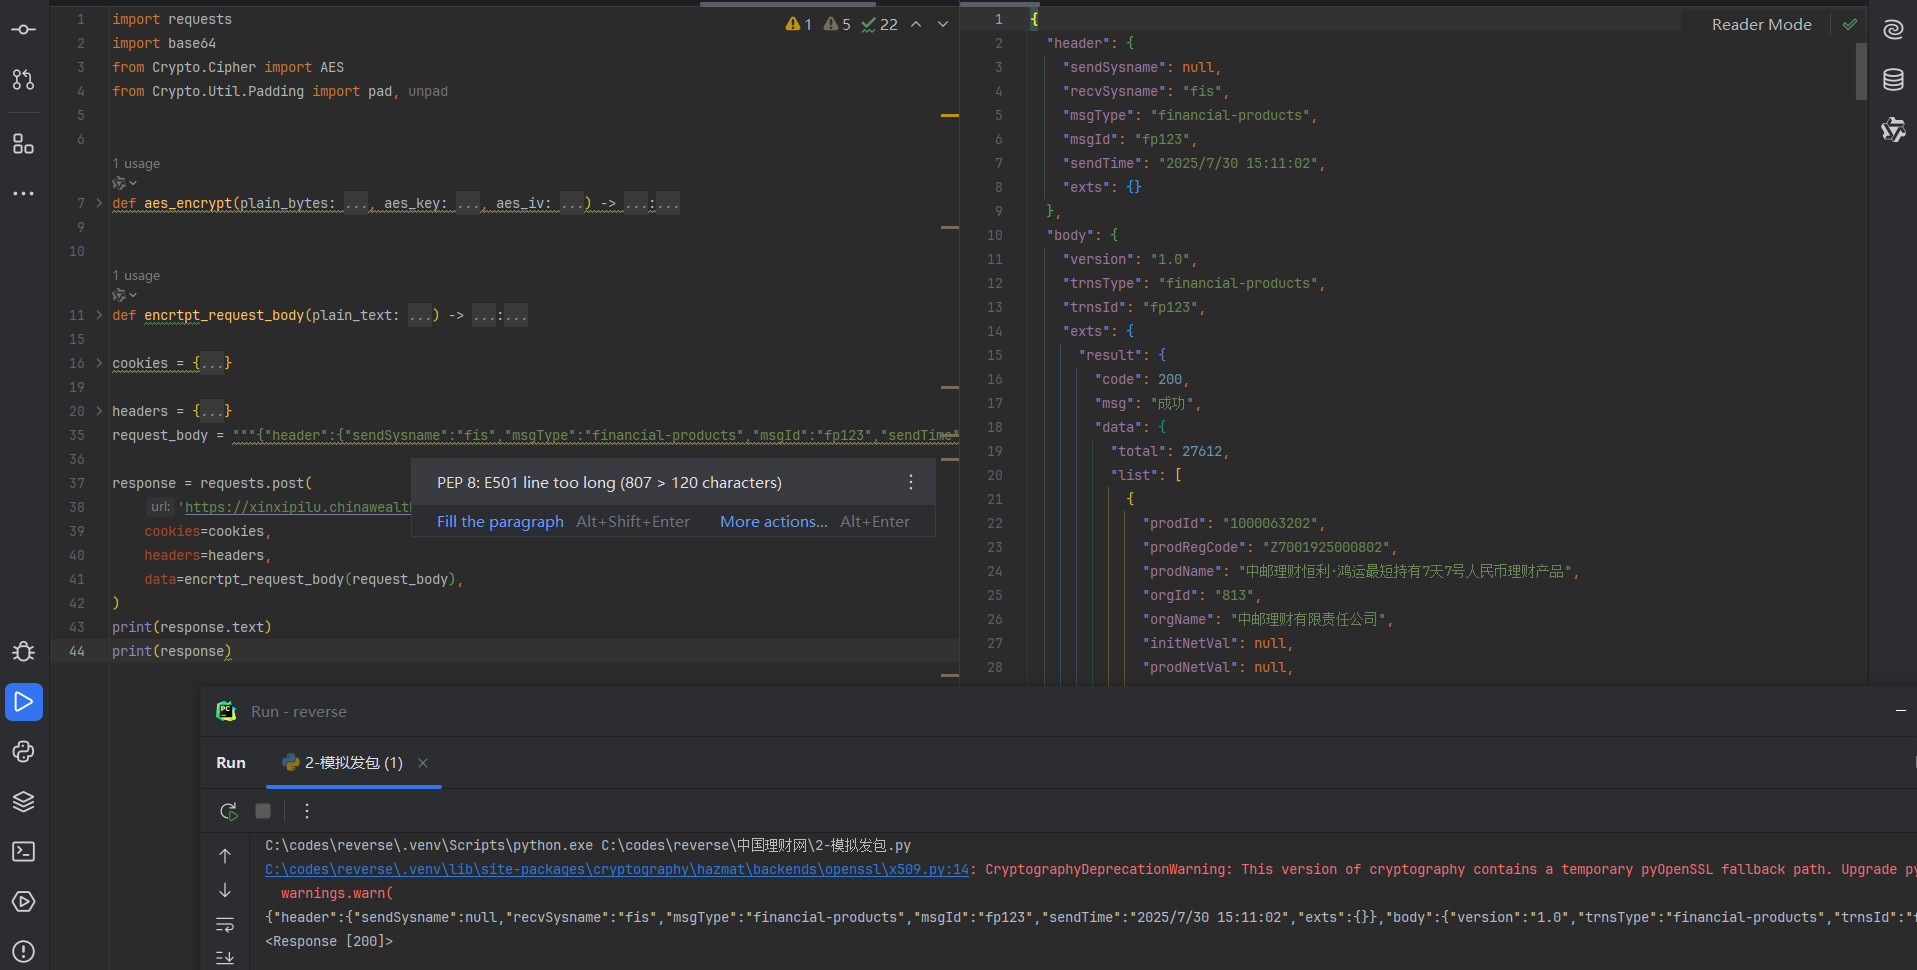 1 import requests
2 import base64
3 from Crypto.Cipher import AES
4 from Crypto.Util.Padding import pad, unpad
5
6
1 usage
7 def aes_encrypt(plain_bytes: ..., aes_key: ..., aes_iv: ...) -> ...:...
9
10
1 usage
11 def encrtpt_request_body(plain_text: ...) -> ...:...
15
16 cookies = {...}
19
20 headers = {...}
35 request_body = """{"header":{"sendSysname":"fis","msgType":"financial-products","msgId":"fp123","sendTime"
36
37 response = requests.post(
38 url: 'https://xinxipilu.chinawealt
39 cookies=cookies,
40 headers=headers,
41 data=encrtpt_request_body(request_body),
42 )
43 print(response.text)
44 print(response)
1 5 22
PEP 8: E501 line too long (807 > 120 characters)
Fill the paragraph Alt+Shift+Enter More actions... Alt+Enter
Reader Mode
1 {
2 "header": {
3 "sendSysname": null,
4 "recvSysname": "fis",
5 "msgType": "financial-products",
6 "msgId": "fp123",
7 "sendTime": "2025/7/30 15:11:02",
8 "exts": {}
9 },
10 "body": {
11 "version": "1.0",
12 "trnsType": "financial-products",
13 "trnsId": "fp123",
14 "exts": {
15 "result": {
16 "code": 200,
17 "msg": "成功",
18 "data": {
19 "total": 27612,
20 "list": [
21 {
22 "prodId": "1000063202",
23 "prodRegCode": "Z7001925000802",
24 "prodName": "中邮理财恒利·鸿运最短持有7天7号人民币理财产品",
25 "orgId": "813",
26 "orgName": "中邮理财有限责任公司",
27 "initNetVal": null,
28 "prodNetVal": null,
PC Run - reverse
Run 2-模拟发包 (1)
C:\codes\reverse\.venv\Scripts\python.exe C:\codes\reverse\中国理财网\2-模拟发包.py
C:\codes\reverse\.venv\lib\site-packages\cryptography\hazmat\backends\openssl\x509.py:14: CryptographyDeprecationWarning: This version of cryptography contains a temporary pyOpenSSL fallback path. Upgrade py
warnings.warn(
{"header":{"sendSysname":null,"recvSysname":"fis","msgType":"financial-products","msgId":"fp123","sendTime":"2025/7/30 15:11:02","exts":{}},"body":{"version":"1.0","trnsType":"financial-products","trnsId":"f
<Response [200]>